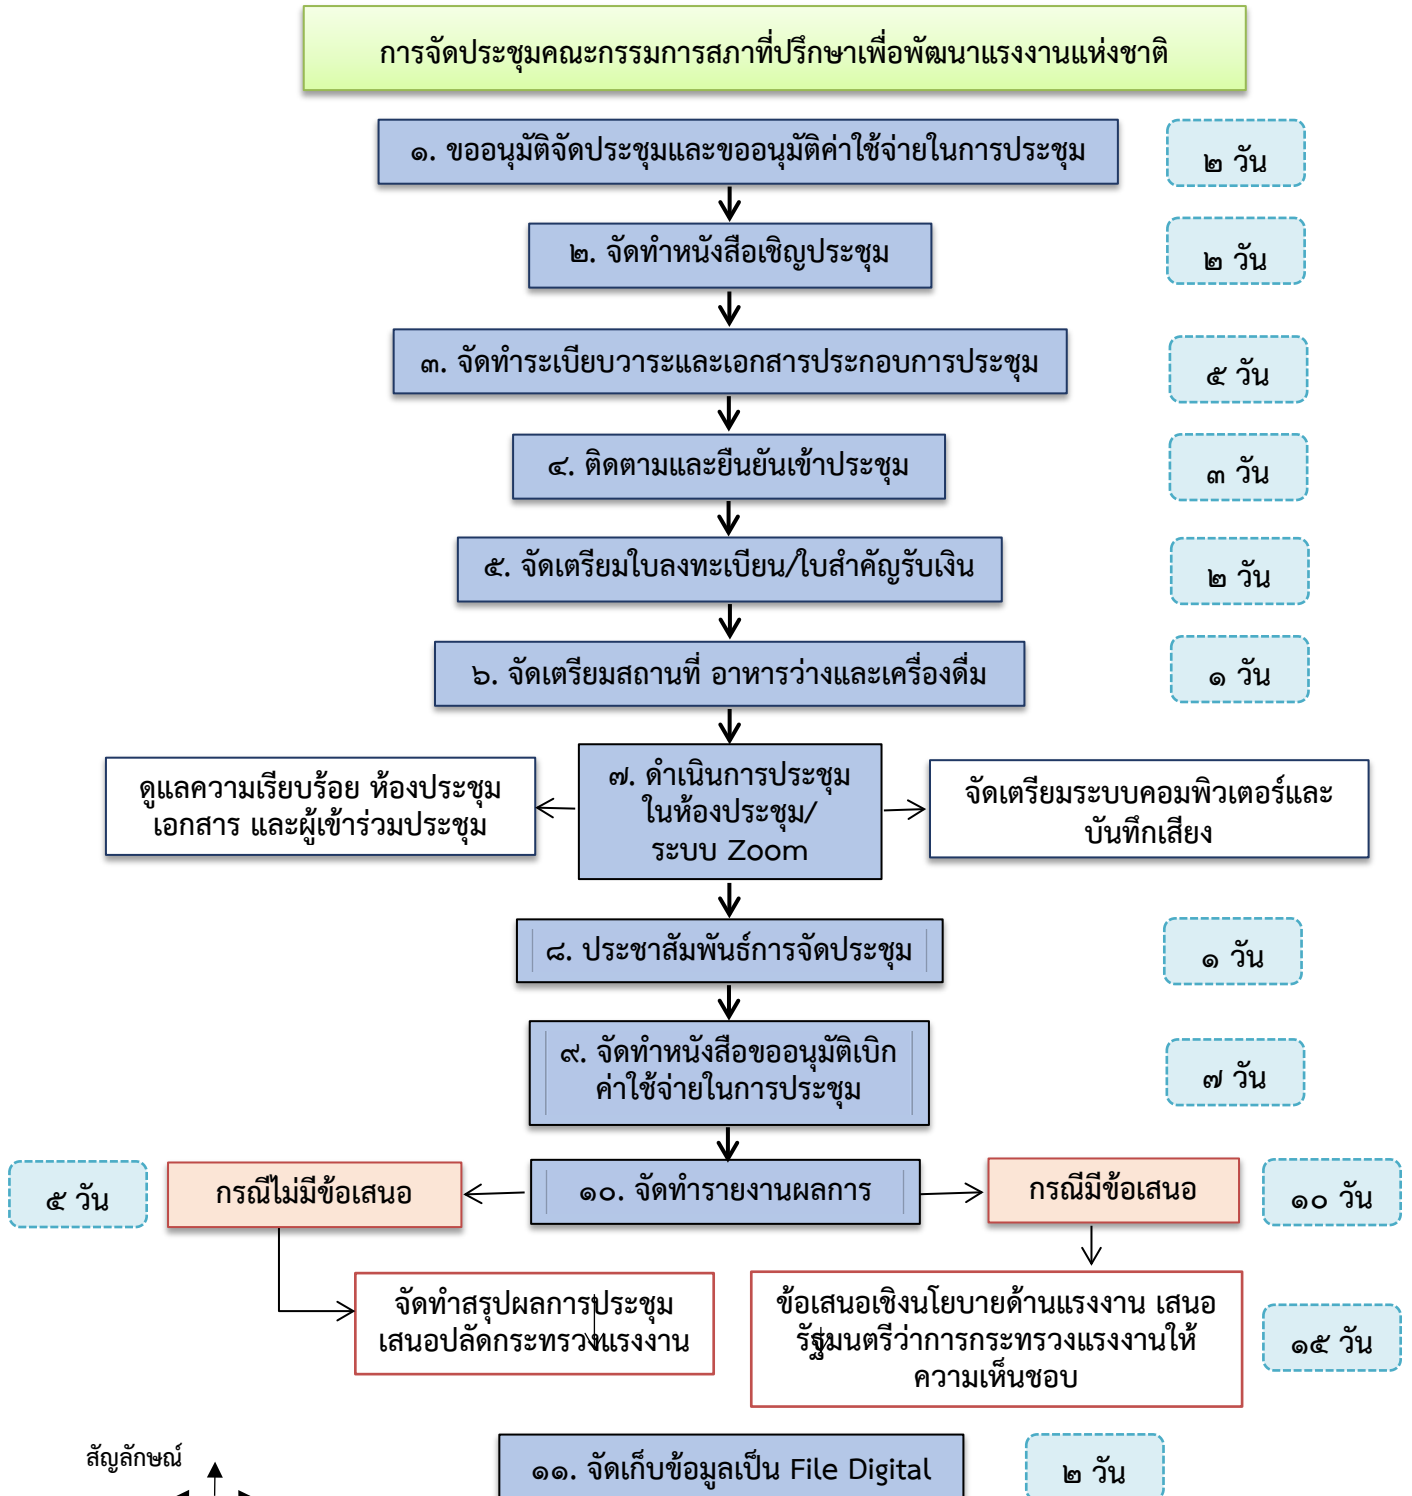 การจัดประชุมคณะกรรมการสภาที่ปรึกษาเพื่อพัฒนาแรงงานแห่งชาติ
๑. ขออนุมัติจัดประชุมและขออนุมัติค่าใช้จ่ายในการประชุม
๒ วัน
๒. จัดทำหนังสือเชิญประชุม
๒ วัน
๓. จัดทำระเบียบวาระและเอกสารประกอบการประชุม
๕ วัน
๔. ติดตามและยืนยันเข้าประชุม
๓ วัน
๕. จัดเตรียมใบลงทะเบียน/ใบสำคัญรับเงิน
๒ วัน
๖. จัดเตรียมสถานที่ อาหารว่างและเครื่องดื่ม
๑ วัน
ดูแลความเรียบร้อย ห้องประชุม
เอกสาร และผู้เข้าร่วมประชุม
๗. ดำเนินการประชุม
ในห้องประชุม/
ระบบ Zoom
จัดเตรียมระบบคอมพิวเตอร์และ
บันทึกเสียง
๘. ประชาสัมพันธ์การจัดประชุม
๑ วัน
๙. จัดทำหนังสือขออนุมัติเบิก
ค่าใช้จ่ายในการประชุม
๗ วัน
๕ วัน
กรณีไม่มีข้อเสนอ
๑๐. จัดทำรายงานผลการ
กรณีมีข้อเสนอ
๑๐ วัน
จัดทำสรุปผลการประชุม
เสนอปลัดกระทรวงแรงงาน
ข้อเสนอเชิงนโยบายด้านแรงงาน เสนอ
รัฐมนตรีว่าการกระทรวงแรงงานให้
ความเห็นชอบ
๑๕ วัน
สัญลักษณ์
๑๑. จัดเก็บข้อมูลเป็น File Digital
๒ วัน